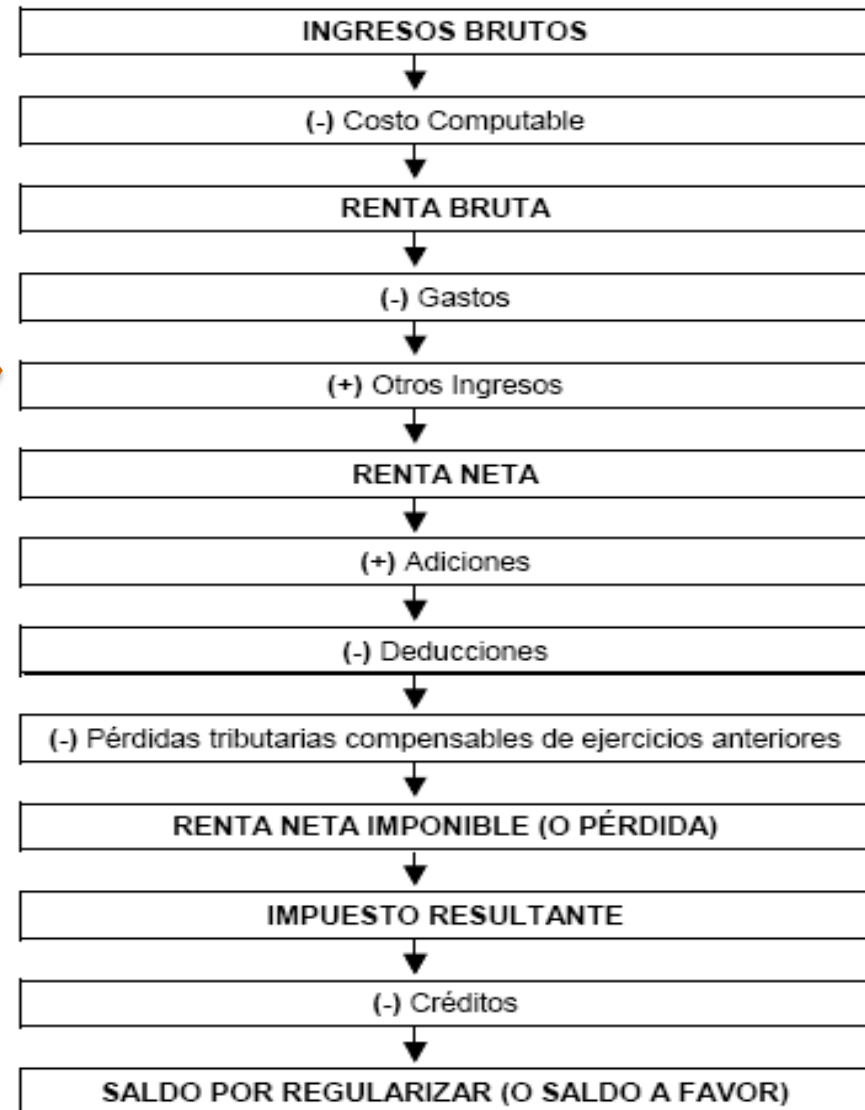 INGRESOS BRUTOS
(-) Costo Computable
RENTA BRUTA
(-) Gastos
(+) Otros Ingresos
RENTA NETA
(+) Adiciones
(-) Deducciones
(-) Pérdidas tributarias compensables de ejercicios anteriores
RENTA NETA IMPONIBLE (O PÉRDIDA)
IMPUESTO RESULTANTE
(-) Créditos
SALDO POR REGULARIZAR (O SALDO A FAVOR)